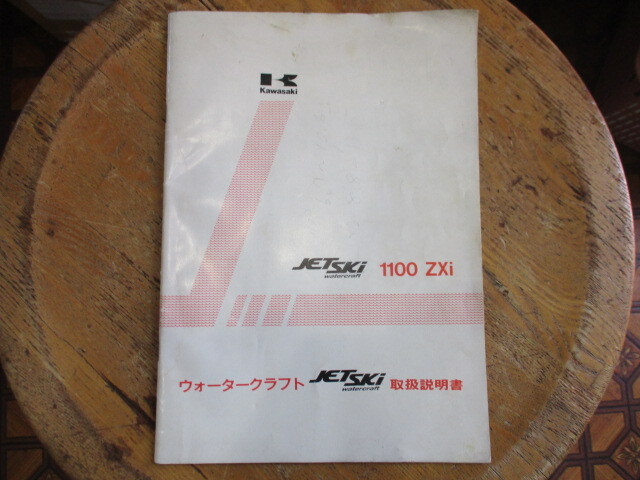 Kawasaki
JETSKi 1100 ZXi
watercraft
ウォータークラフト JETSKi 取扱説明書
watercraft